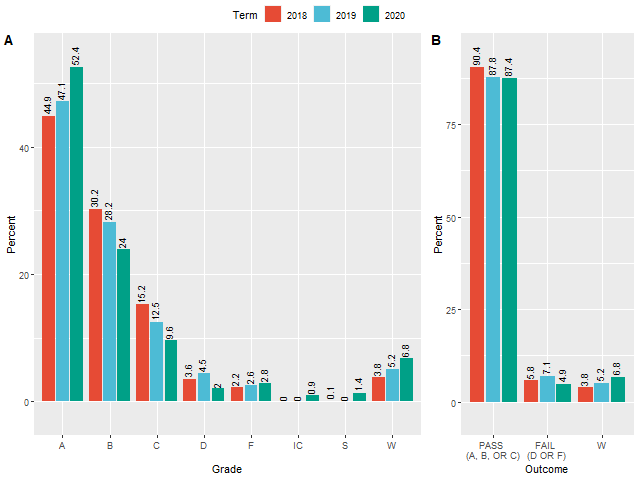 Term 2018 2019 2020
A
B
Percent
40
20
0
44.9 47.1 52.4
30.2 28.2 24
15.2 12.5 9.6
3.6 4.5 2
2.2 2.6 2.8
0 0 0.9
0.1 0 1.4
3.8 5.2 6.8
A B C D F IC S W
Grade
Percent
75
50
25
0
90.4 87.8 87.4
5.8 7.1 4.9
3.8 5.2 6.8
PASS FAIL W
(A, B, OR C) (D OR F)
Outcome